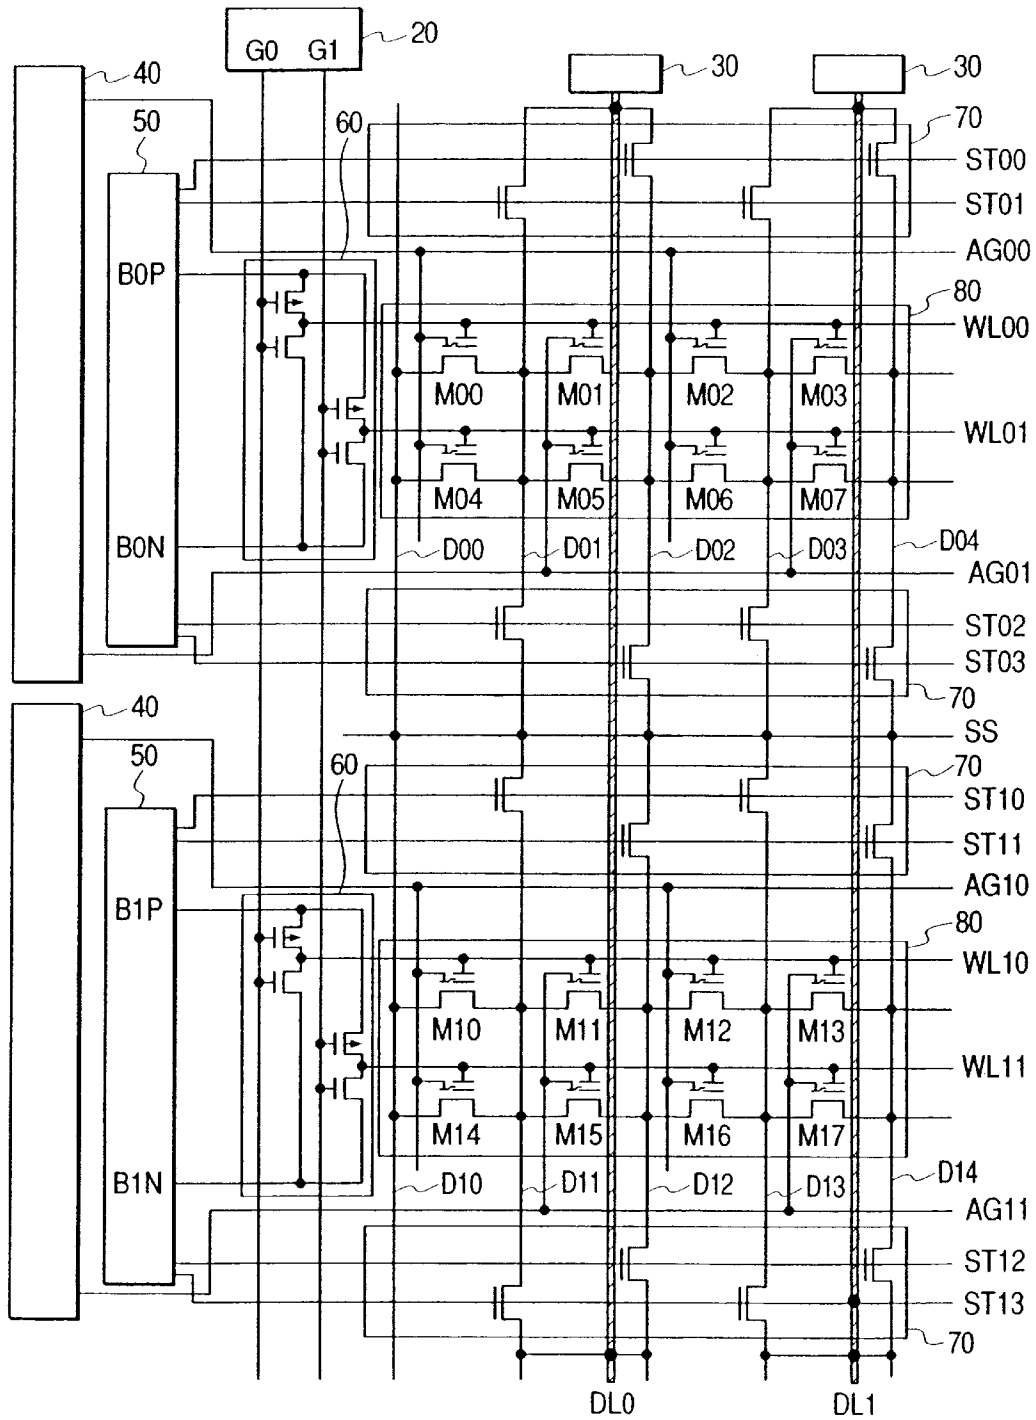 20
G0 G1
30
30
40
50
60
70
ST00
ST01
AG00
B0P
80
WL00
M00 M01 M02 M03
WL01
M04 M05 M06 M07
B0N
D00 D01 D02 D03 D04
AG01
ST02
ST03
70
40
SS
50
60
70
ST10
ST11
AG10
B1P
80
WL10
M10 M11 M12 M13
WL11
M14 M15 M16 M17
B1N
D10 D11 D12 D13 D14
AG11
ST12
ST13
70
DL0 DL1